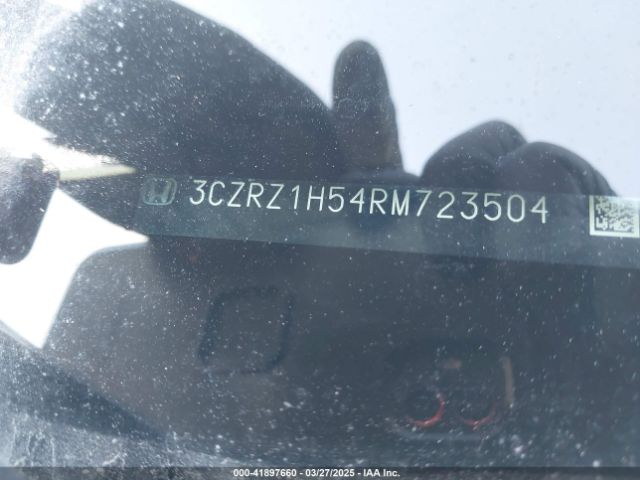 3CZRZ1H54RM723504
000-41897660 — 03/27/2025 — IAA Inc.